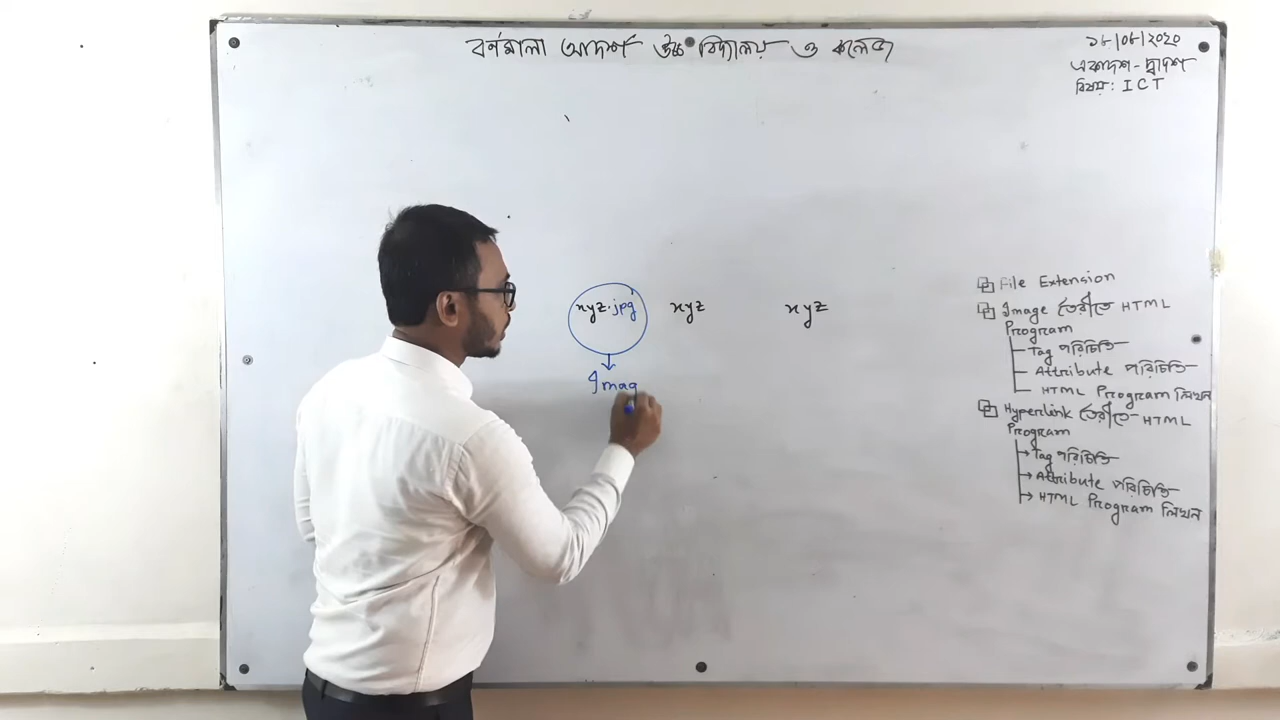 বর্ণমালা আদর্শ উচ্চ বিদ্যালয় ও কলেজ
১৮/০৮/২০২০
একাদশ-দ্বাদশ
বিষয়: ICT
xyz.jpg xyz xyz
Imag
File Extension
Image তৈরীতে HTML
Program
Tag পরিচিতি
Attribute পরিচিতি
HTML Program লিখন
Hyperlink তৈরীতে HTML
Program
Tag পরিচিতি
Attribute পরিচিতি
HTML Program লিখন